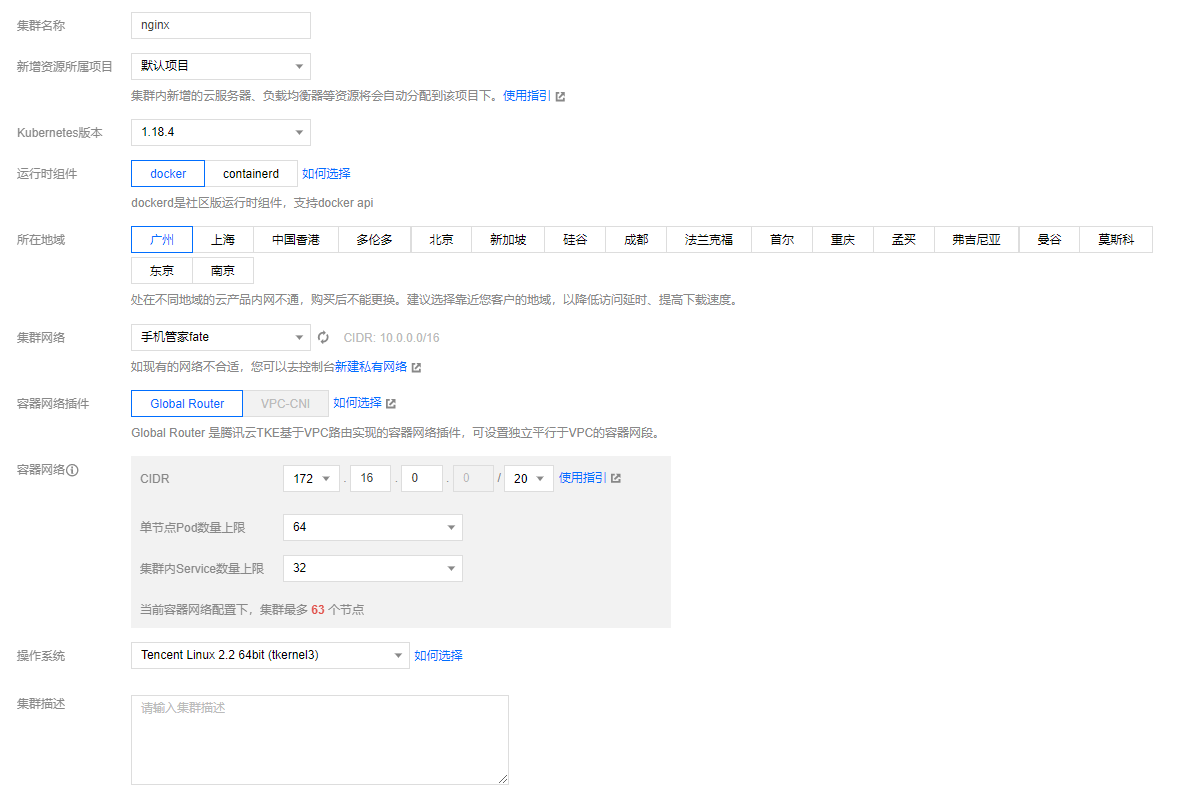 集群名称 nginx
新增资源所属项目 默认项目
集群内新增的云服务器、负载均衡器等资源将会自动分配到该项目下。使用指引
Kubernetes版本 1.18.4
运行时组件 docker containerd 如何选择
dockerd是社区版运行时组件，支持docker api
所在地域 广州 上海 中国香港 多伦多 北京 新加坡 硅谷 成都 法兰克福 首尔 重庆 孟买 弗吉尼亚 曼谷 莫斯科
东京 南京
处在不同地域的云产品内网不通，购买后不能更换。建议选择靠近您客户的地域，以降低访问延时、提高下载速度。
集群网络 手机管家fate CIDR: 10.0.0.0/16
如现有的网络不合适，您可以去控制台新建私有网络
容器网络插件 Global Router VPC-CNI 如何选择
Global Router 是腾讯云TKE基于VPC路由实现的容器网络插件，可设置独立平行于VPC的容器网段。
容器网络 CIDR 172 . 16 . 0 . 0 / 20 使用指引
单节点Pod数量上限 64
集群内Service数量上限 32
当前容器网络配置下，集群最多 63 个节点
操作系统 Tencent Linux 2.2 64bit (tkernel3) 如何选择
集群描述 请输入集群描述